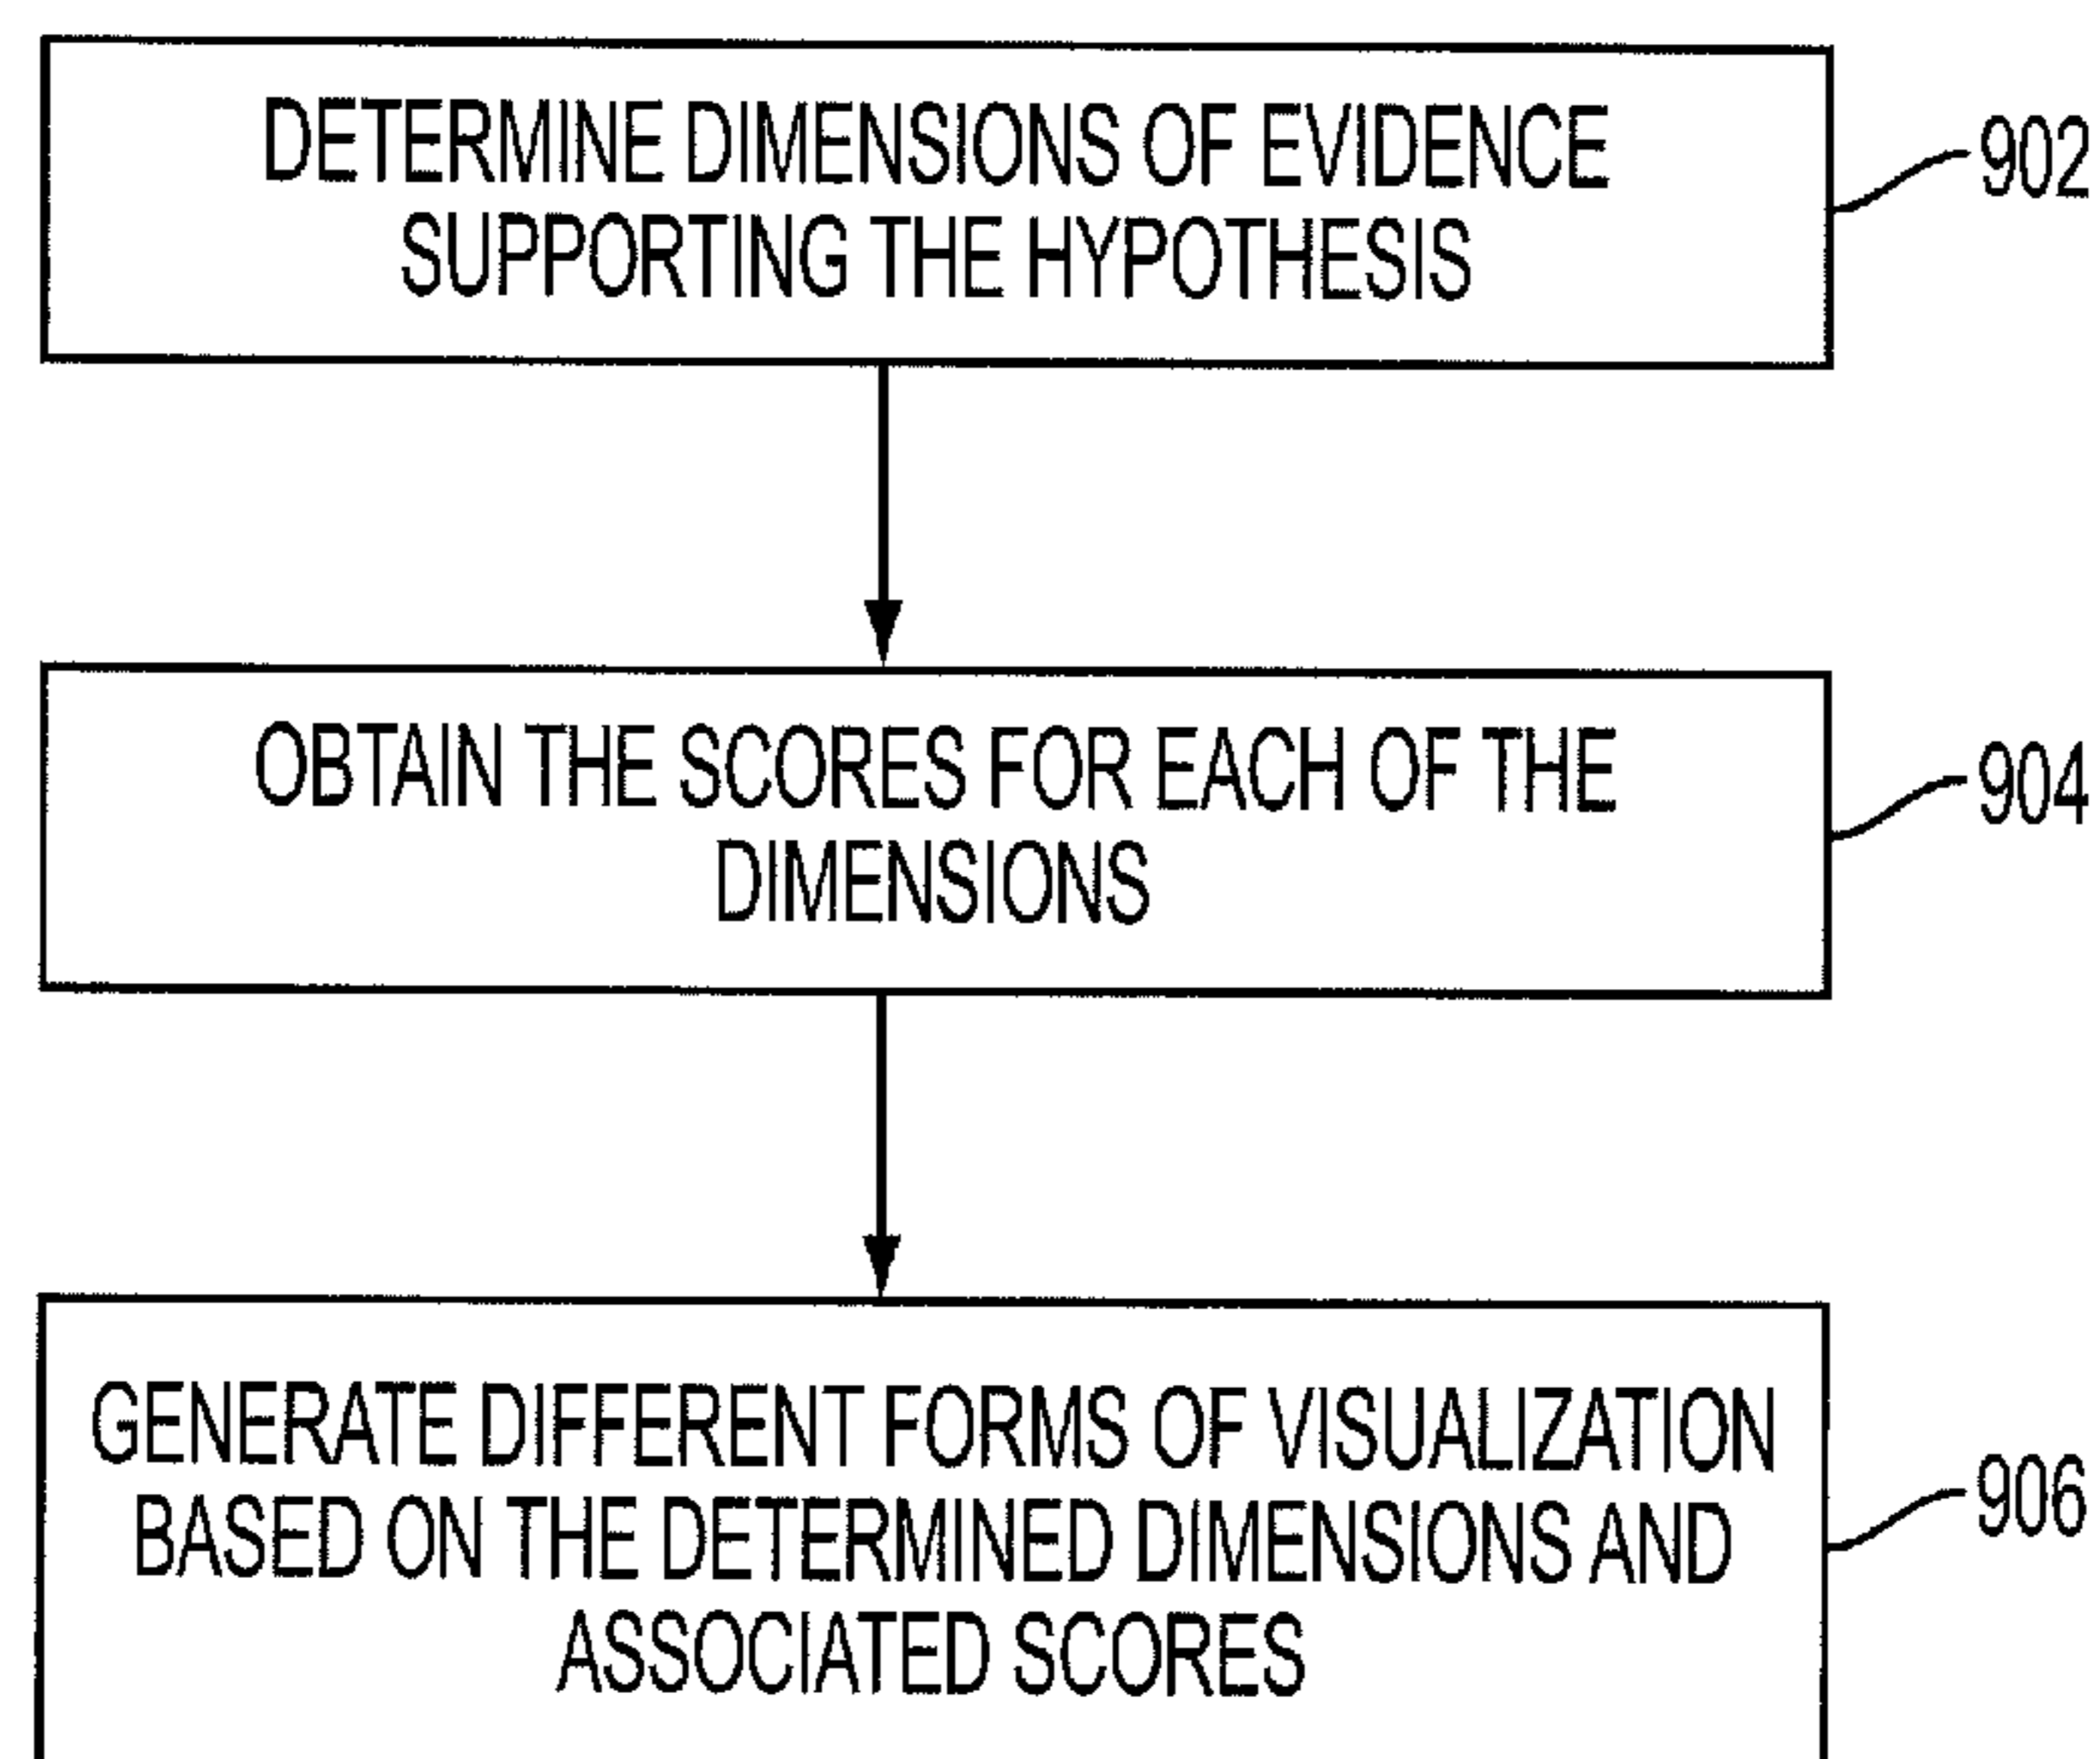 DETERMINE DIMENSIONS OF EVIDENCE
SUPPORTING THE HYPOTHESIS
902
OBTAIN THE SCORES FOR EACH OF THE
DIMENSIONS
904
GENERATE DIFFERENT FORMS OF VISUALIZATION
BASED ON THE DETERMINED DIMENSIONS AND
ASSOCIATED SCORES
906